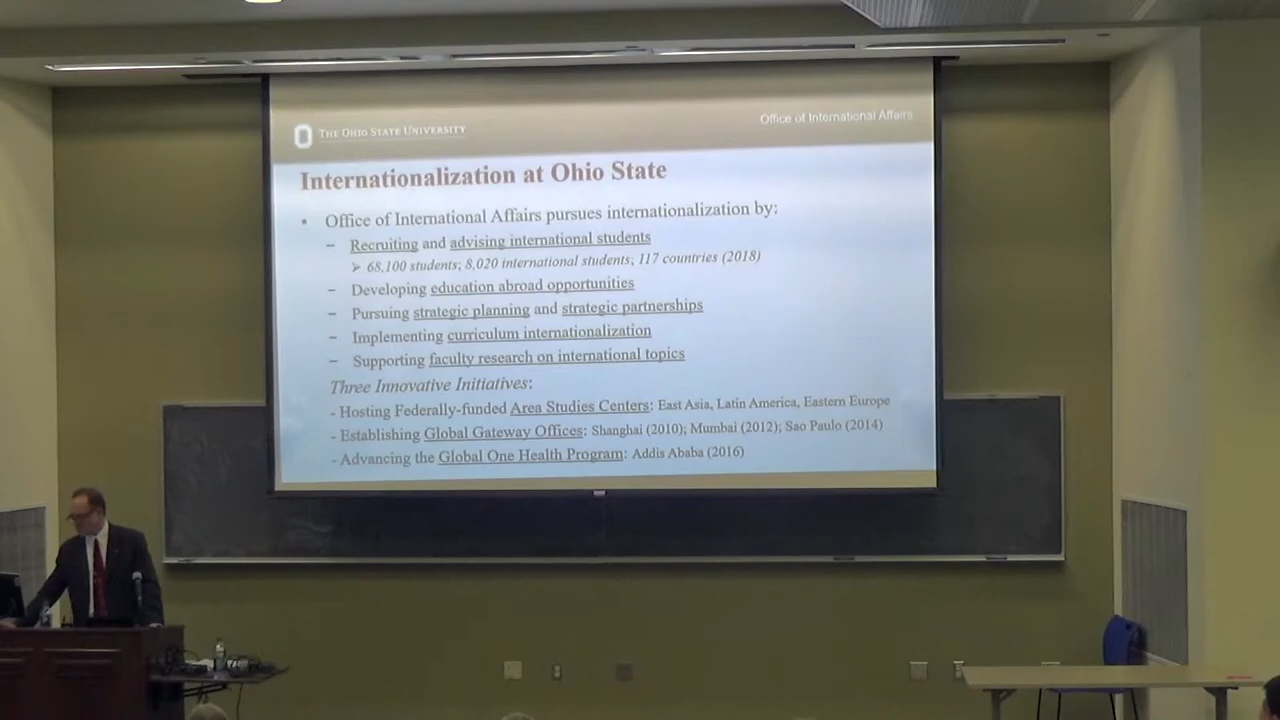 THE OHIO STATE UNIVERSITY
Office of International Affairs
Internationalization at Ohio State
• Office of International Affairs pursues internationalization by:
– Recruiting and advising international students
➢ 68,100 students; 8,020 international students; 117 countries (2018)
– Developing education abroad opportunities
– Pursuing strategic planning and strategic partnerships
– Implementing curriculum internationalization
– Supporting faculty research on international topics
Three Innovative Initiatives:
- Hosting Federally-funded Area Studies Centers: East Asia, Latin America, Eastern Europe
- Establishing Global Gateway Offices: Shanghai (2010); Mumbai (2012); Sao Paulo (2014)
- Advancing the Global One Health Program: Addis Ababa (2016)